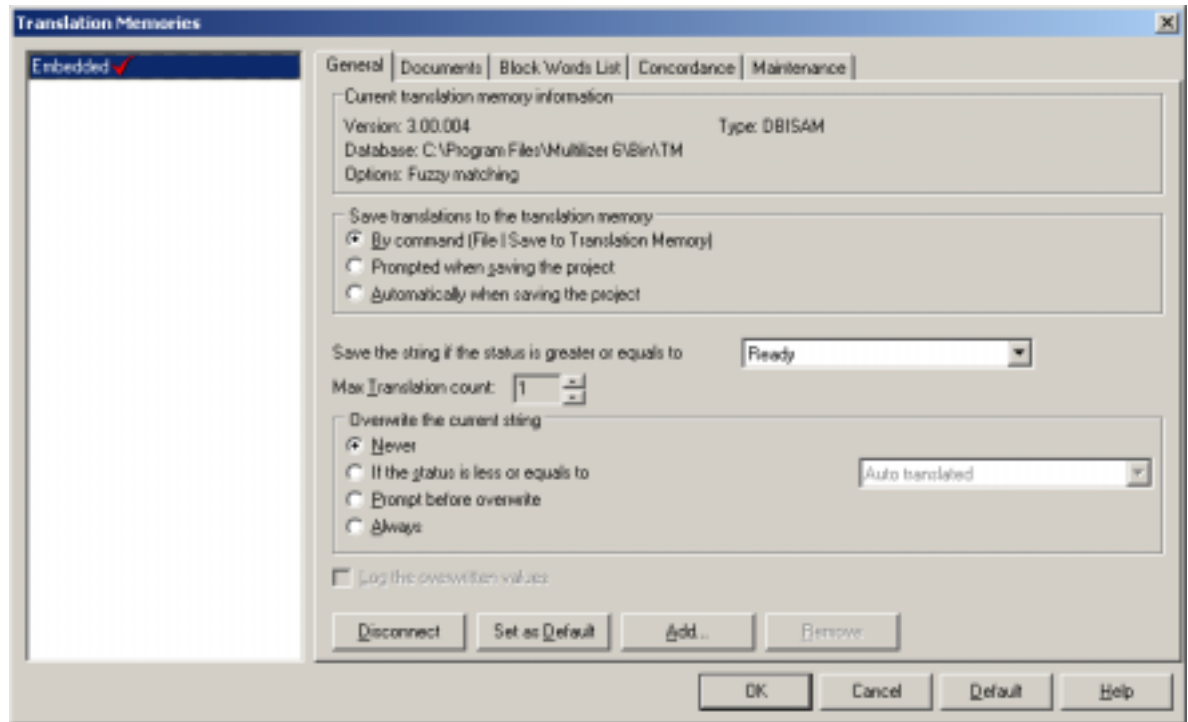 Translation Memories
Embedded
General Documents Block Words List Concordance Maintenance
Current translation memory information
Version: 3.00.004 Type: DBISAM
Database: C:\Program Files\Multilizer 6\Bin\TM
Options: Fuzzy matching
Save translations to the translation memory
By command (File | Save to Translation Memory)
Prompted when saving the project
Automatically when saving the project
Save the string if the status is greater or equals to Ready
Max Translation count: 1
Overwrite the current string
Never
If the status is less or equals to Auto translated
Prompt before overwrite
Always
Log the overwritten values
Disconnect Set as Default Add... Remove
OK Cancel Default Help